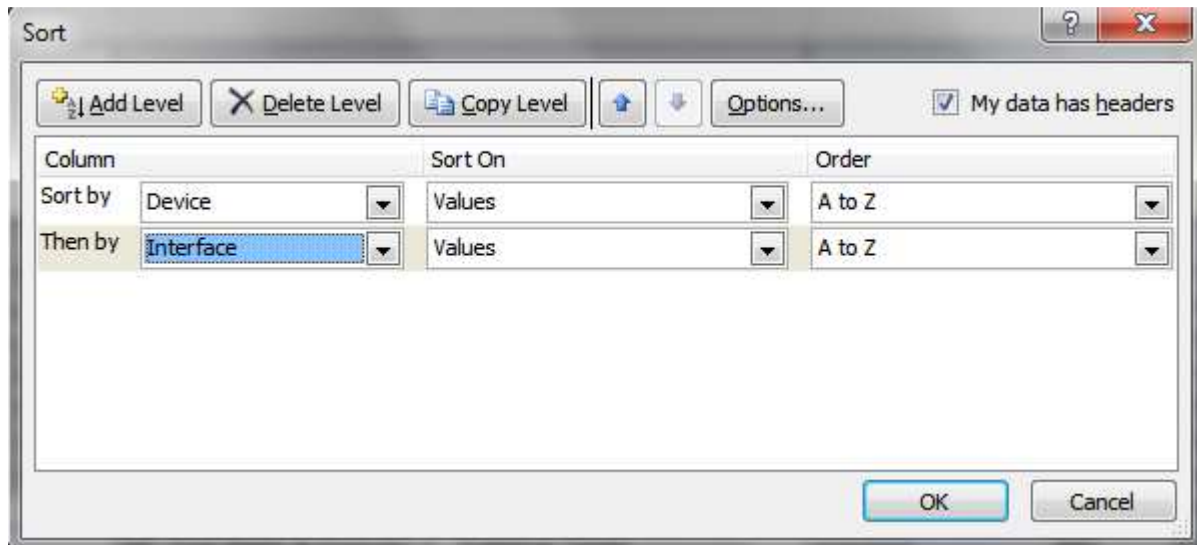 Sort
Add Level Delete Level Copy Level Options... My data has headers
Column Sort On Order
Sort by Device Values A to Z
Then by Interface Values A to Z
OK Cancel